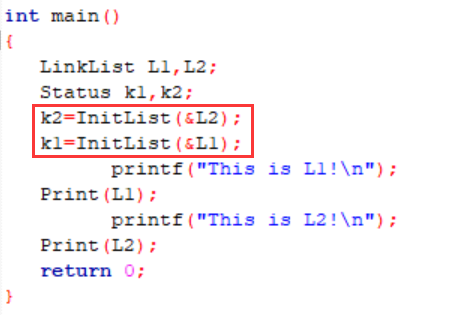 int main()
{
LinkList L1,L2;
Status k1,k2;
k2=InitList(&L2);
k1=InitList(&L1);
printf("This is L1!\n");
Print(L1);
printf("This is L2!\n");
Print(L2);
return 0;
}